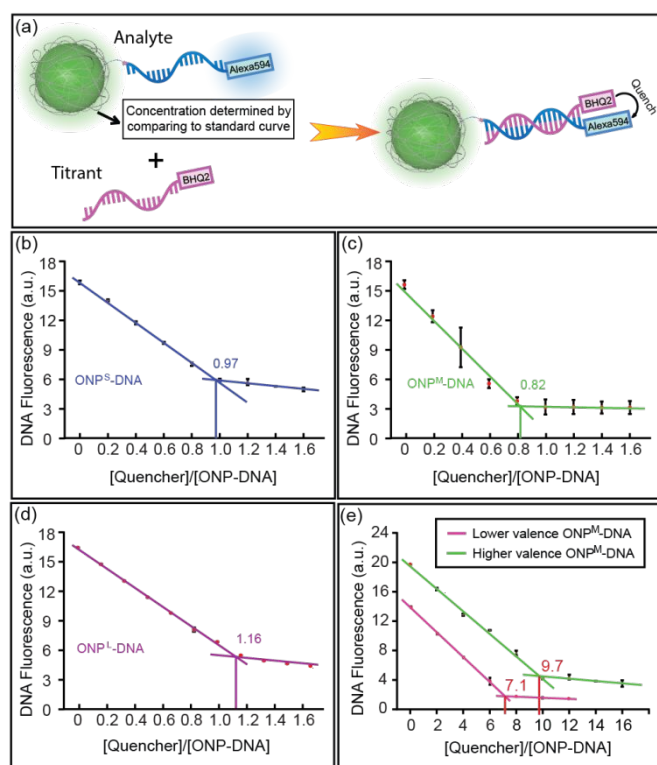 (a)
Analyte
Alexa594
Concentration determined by
comparing to standard curve
+
Titrant
BHQ2
BHQ2
Alexa594
Quench
(b)
DNA Fluorescence (a.u.)
18
15
12
9
6
3
0
0.97
ONPS-DNA
0 0.2 0.4 0.6 0.8 1.0 1.2 1.4 1.6
[Quencher]/[ONP-DNA]
(c)
DNA Fluorescence (a.u.)
18
15
12
9
6
3
0
0.82
ONPM-DNA
0 0.2 0.4 0.6 0.8 1.0 1.2 1.4 1.6
[Quencher]/[ONP-DNA]
(d)
DNA Fluorescence (a.u.)
18
15
12
9
6
3
0
1.16
ONPL-DNA
0 0.2 0.4 0.6 0.8 1.0 1.2 1.4 1.6
[Quencher]/[ONP-DNA]
(e)
Lower valence ONPM-DNA
Higher valence ONPM-DNA
DNA Fluorescence (a.u.)
24
20
16
12
8
4
0
9.7
7.1
0 2 4 6 8 10 12 14 16
[Quencher]/[ONP-DNA]